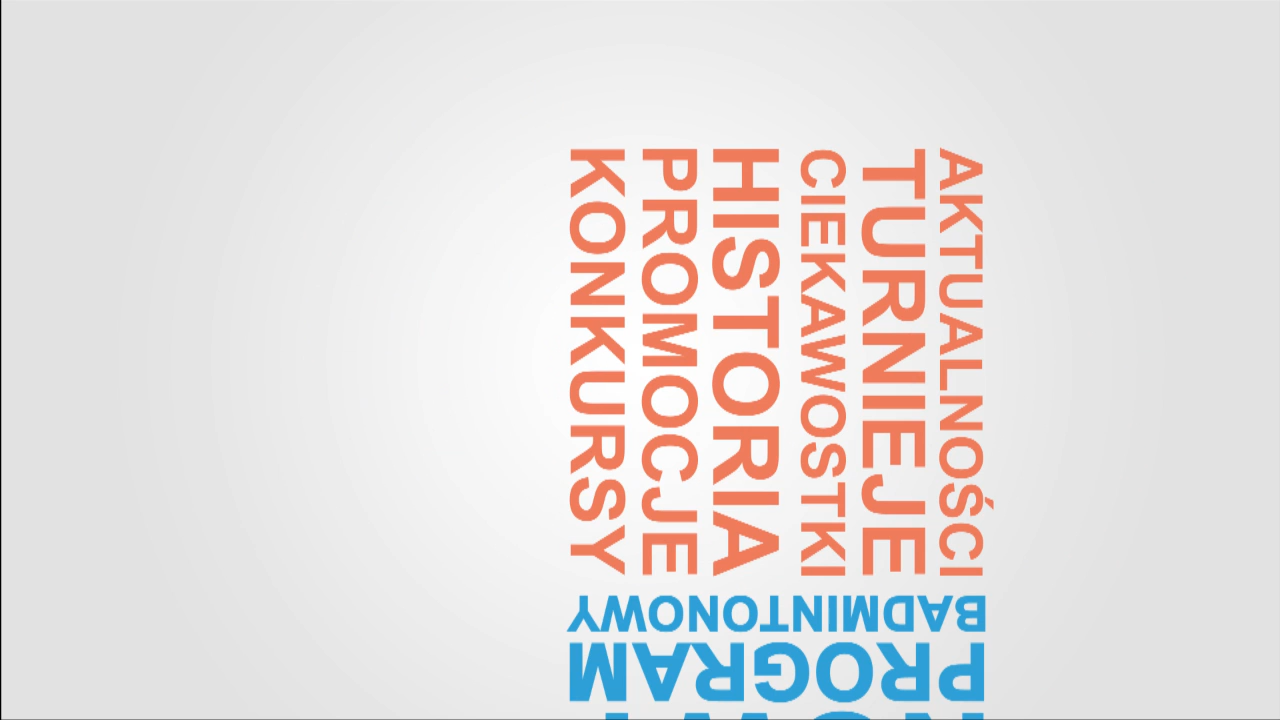 AKTUALNOŚCI
TURNIEJE
CIEKAWOSTKI
HISTORIA
PROMOCJE
KONKURSY
PROGRAM
BADMINTONOWY